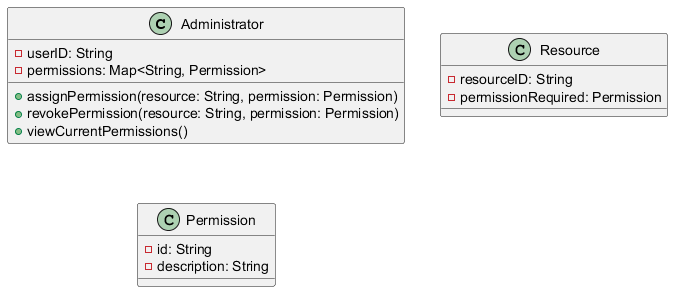 C Administrator
userID: String
permissions: Map<String, Permission>
assignPermission(resource: String, permission: Permission)
revokePermission(resource: String, permission: Permission)
viewCurrentPermissions()
C Resource
resourceID: String
permissionRequired: Permission
C Permission
id: String
description: String